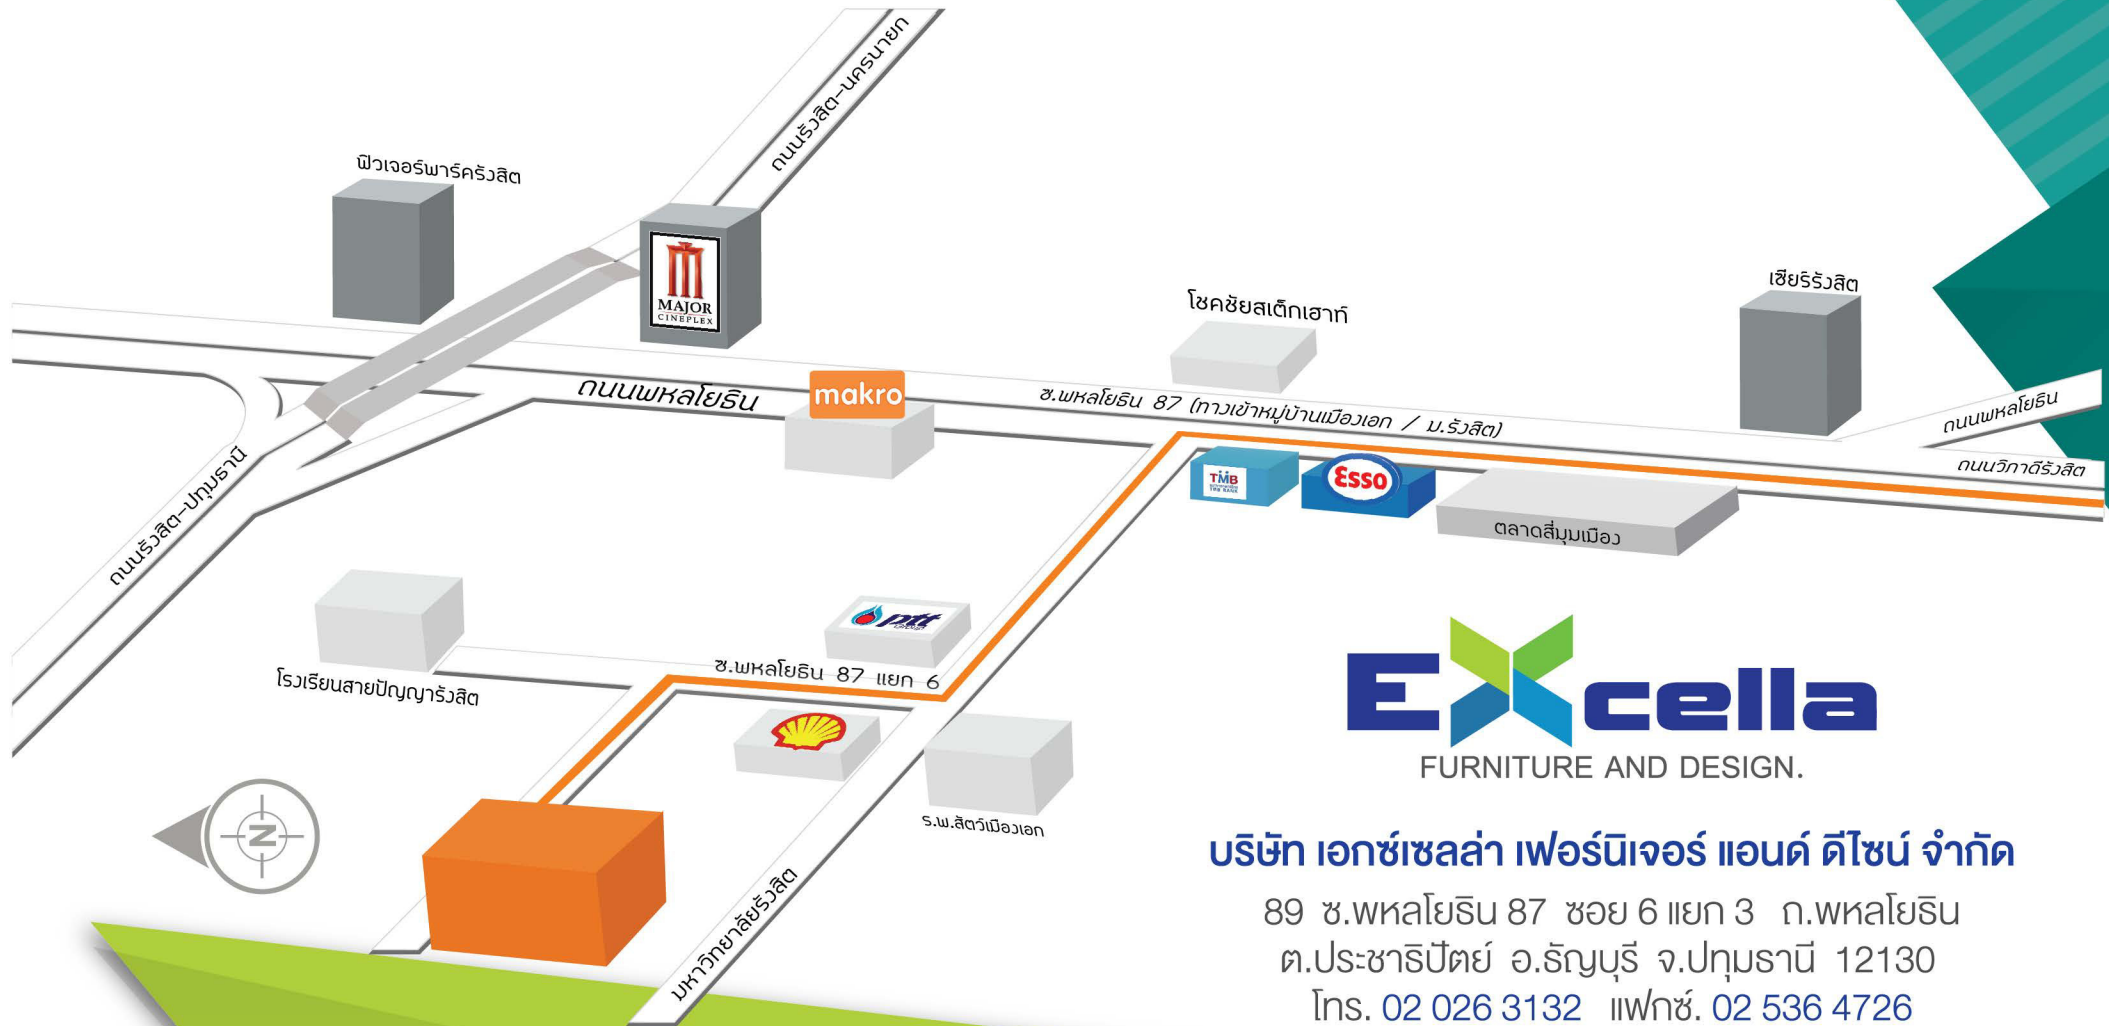 ถนนรังสิต-นครนายก
ฟิวเจอร์พาร์ครังสิต
MAJOR
CINEPLEX
เซียร์รังสิต
โชคชัยสเต็กเฮาท์
ถนนพหลโยธิน
makro
ซ.พหลโยธิน 87 (ทางเข้าหมู่บ้านเมืองเอก / ม.รังสิต)
ถนนพหลโยธิน
ถนนวิภาดีรังสิต
TMB
TMB BANK
Esso
ตลาดสี่มุมเมือง
ถนนรังสิต-ปทุมธานี
ptt
ซ.พหลโยธิน 87 แยก 6
โรงเรียนสายปัญญารังสิต
N
ร.พ.สัตว์เมืองเอก
มหาวิทยาลัยรังสิต
Excella
FURNITURE AND DESIGN.
บริษัท เอกซ์เซลล่า เฟอร์นิเจอร์ แอนด์ ดีไซน์ จำกัด
89 ซ.พหลโยธิน 87 ซอย 6 แยก 3 ถ.พหลโยธิน
ต.ประชาธิปัตย์ อ.ธัญบุรี จ.ปทุมธานี 12130
โทร. 02 026 3132 แฟกซ์. 02 536 4726